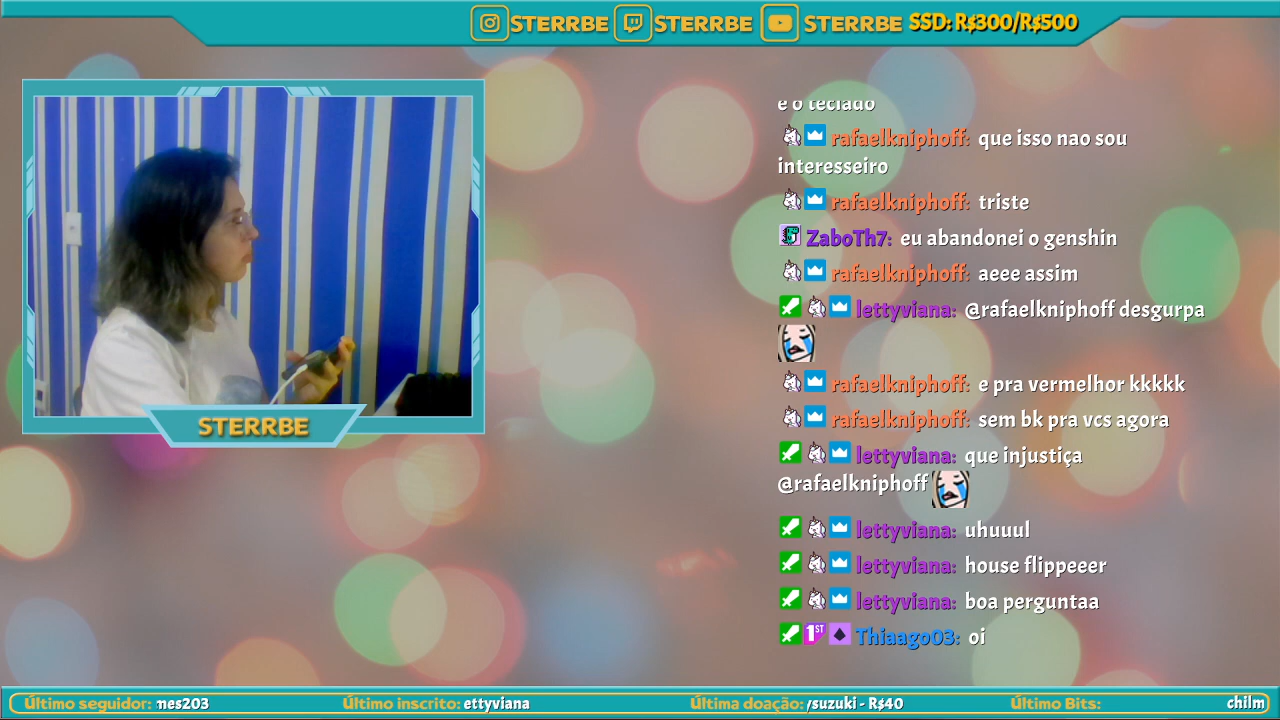 STERRBE STERRBE STERRBE SSD: R$300/R$500
e o teclado
rafaelkniphoff: que isso nao sou
interesseiro
rafaelkniphoff: triste
ZaboTh7: eu abandonei o genshin
rafaelkniphoff: aeee assim
lettyviana: @rafaelkniphoff desgurpa
rafaelkniphoff: e pra vermelhor kkkkk
rafaelkniphoff: sem bk pra vcs agora
lettyviana: que injustiça
@rafaelkniphoff
lettyviana: uhuuul
lettyviana: house flippeeer
lettyviana: boa perguntaa
1ST Thiaago03: oi
STERRBE
Último seguidor: mes203 Último inscrito: ettyviana Última doação: /suzuki - R$40 Último Bits: chilm